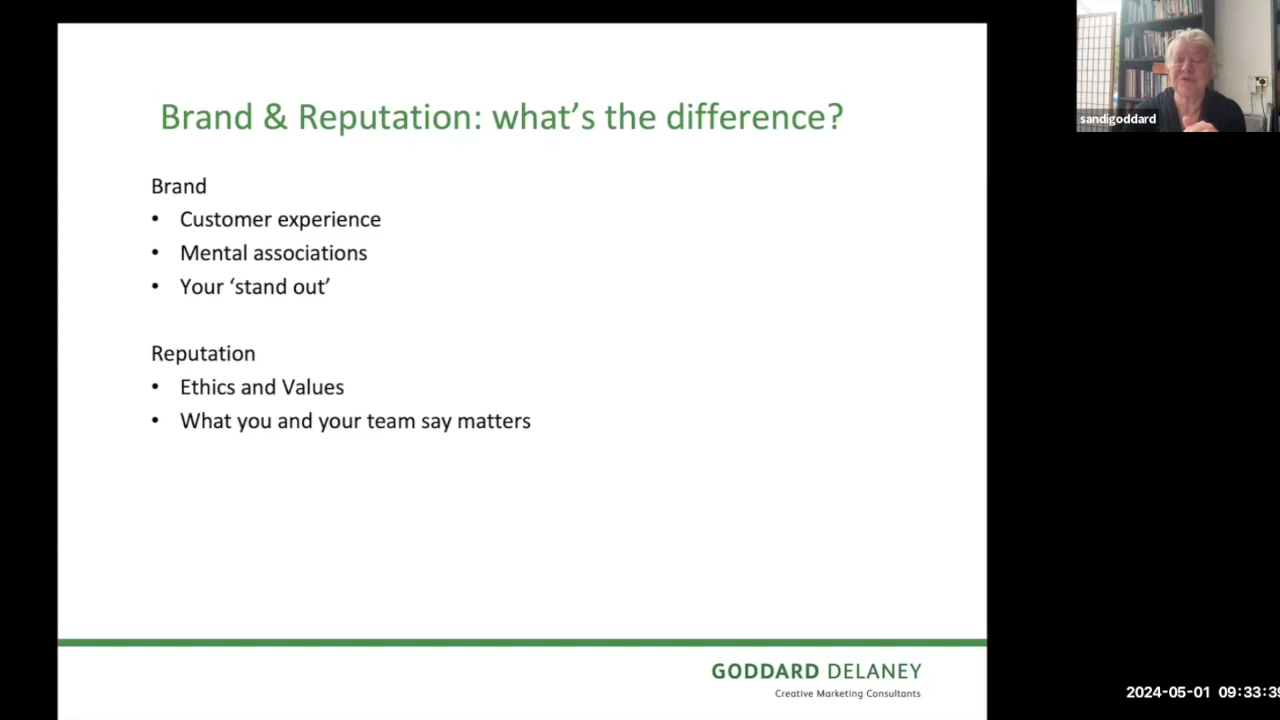 Brand & Reputation: what's the difference?
Brand
• Customer experience
• Mental associations
• Your ‘stand out’
Reputation
• Ethics and Values
• What you and your team say matters
GODDARD DELANEY
Creative Marketing Consultants
sandigoddard
2024-05-01 09:33:39